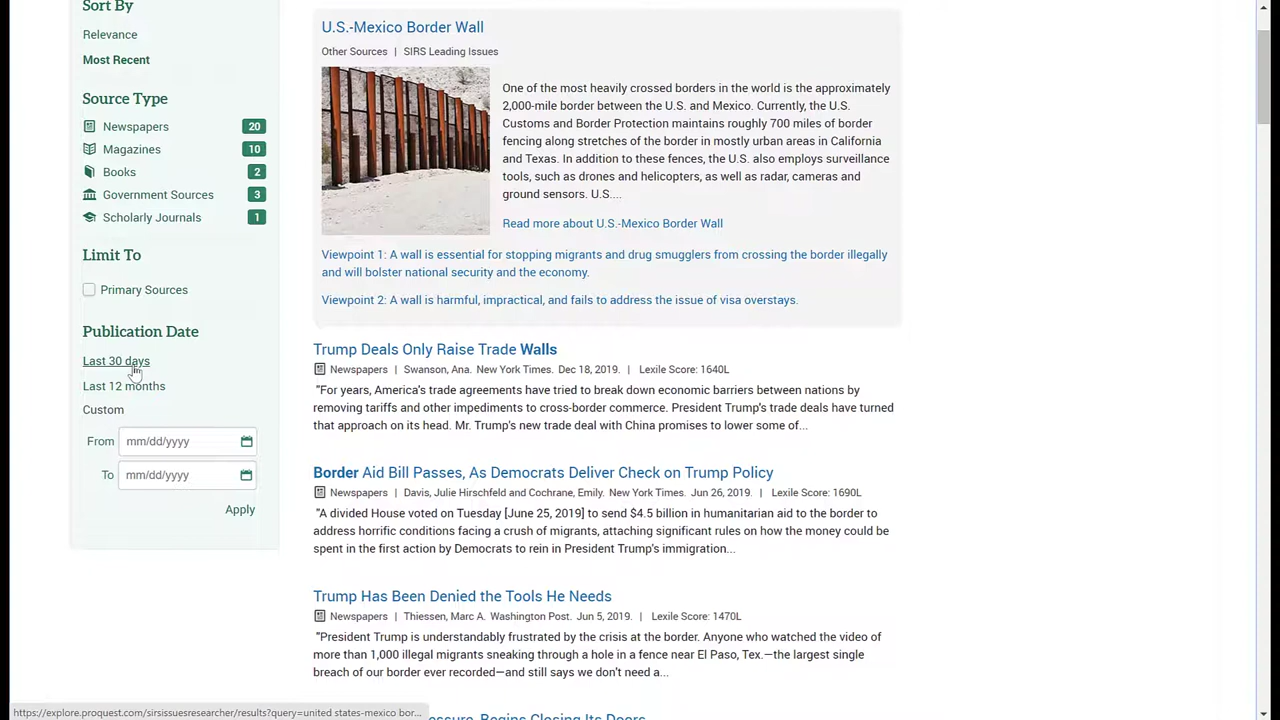 Sort By
Relevance
Most Recent
Source Type
Newspapers 20
Magazines 10
Books 2
Government Sources 3
Scholarly Journals 1
Limit To
Primary Sources
Publication Date
Last 30 days
Last 12 months
Custom
From mm/dd/yyyy
To mm/dd/yyyy
Apply
U.S.-Mexico Border Wall
Other Sources | SIRS Leading Issues
One of the most heavily crossed borders in the world is the approximately
2,000-mile border between the U.S. and Mexico. Currently, the U.S.
Customs and Border Protection maintains roughly 700 miles of border
fencing along stretches of the border in mostly urban areas in California
and Texas. In addition to these fences, the U.S. also employs surveillance
tools, such as drones and helicopters, as well as radar, cameras and
ground sensors. U.S....
Read more about U.S.-Mexico Border Wall
Viewpoint 1: A wall is essential for stopping migrants and drug smugglers from crossing the border illegally
and will bolster national security and the economy.
Viewpoint 2: A wall is harmful, impractical, and fails to address the issue of visa overstays.
Trump Deals Only Raise Trade Walls
Newspapers | Swanson, Ana. New York Times. Dec 18, 2019. | Lexile Score: 1640L
"For years, America's trade agreements have tried to break down economic barriers between nations by
removing tariffs and other impediments to cross-border commerce. President Trump's trade deals have turned
that approach on its head. Mr. Trump's new trade deal with China promises to lower some of...
Border Aid Bill Passes, As Democrats Deliver Check on Trump Policy
Newspapers | Davis, Julie Hirschfeld and Cochrane, Emily. New York Times. Jun 26, 2019. | Lexile Score: 1690L
"A divided House voted on Tuesday [June 25, 2019] to send $4.5 billion in humanitarian aid to the border to
address horrific conditions facing a crush of migrants, attaching significant rules on how the money could be
spent in the first action by Democrats to rein in President Trump's immigration...
Trump Has Been Denied the Tools He Needs
Newspapers | Thiessen, Marc A. Washington Post. Jun 5, 2019. | Lexile Score: 1470L
"President Trump is understandably frustrated by the crisis at the border. Anyone who watched the video of
more than 1,000 illegal migrants sneaking through a hole in a fence near El Paso, Tex.—the largest single
breach of our border ever recorded—and still says we don't need a...
Begins Closing Its Doors
https://explore.proquest.com/sirsissuesresearcher/results?query=united states-mexico bor...